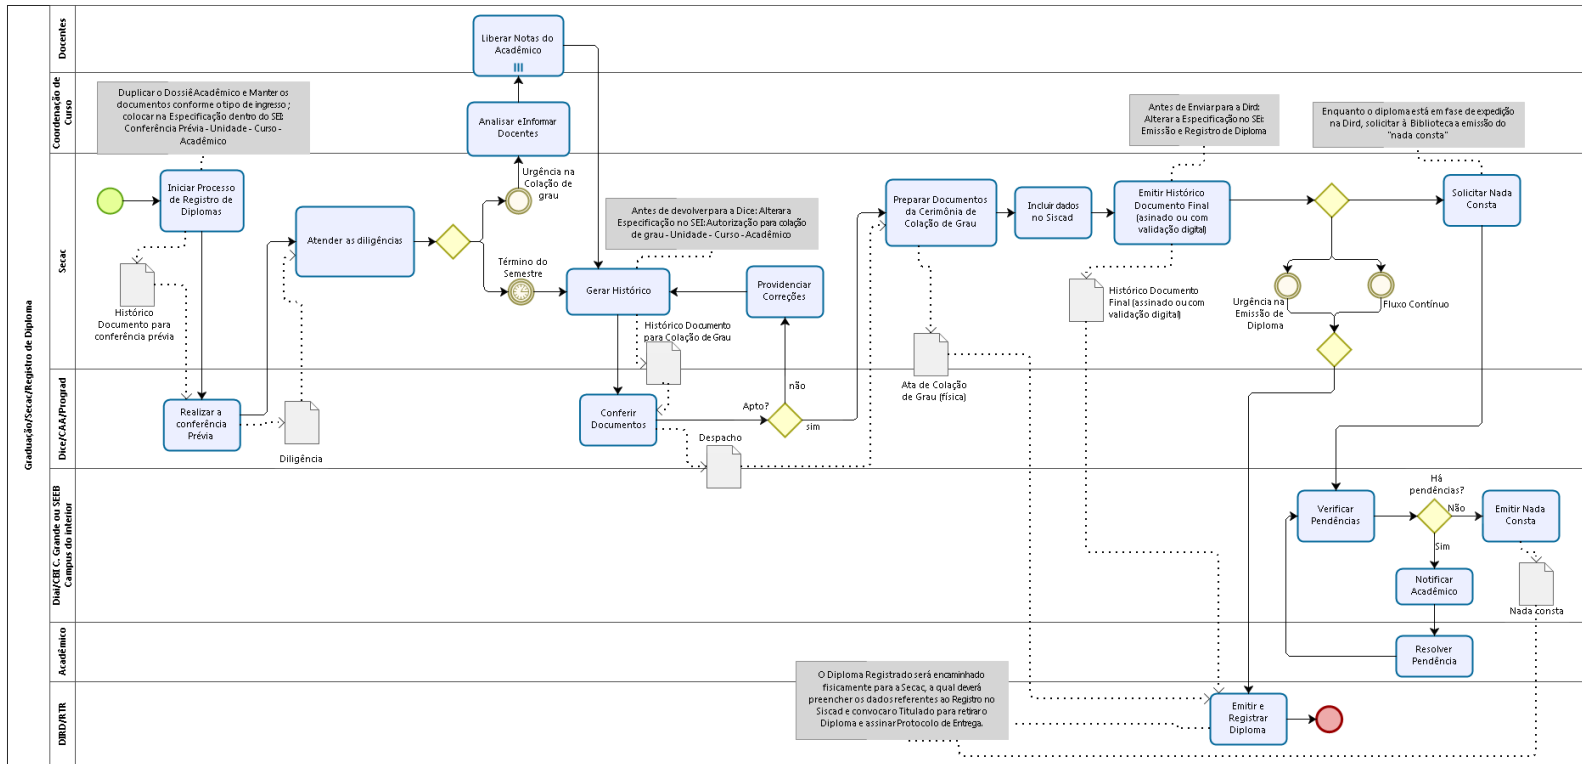 Graduação/Secac/Registro de Diploma
Docentes
Liberar Notas do
Acadêmico
Coordenação de
Curso
Duplicar o Dossiê Acadêmico e Manter os
documentos conforme o tipo de ingresso ;
colocar na Especificação dentro do SEI:
Conferência Prévia - Unidade - Curso -
Acadêmico
Analisar e Informar
Docentes
Antes de Enviar para a Dird:
Alterar a Especificação no SEi:
Emissão e Registro de Diploma
Enquanto o diploma está em fase de expedição
na Dird, solicitar à Biblioteca a emissão do
"nada consta"
Secac
Iniciar Processo
de Registro de
Diplomas
Histórico
Documento para
conferência prévia
Atender as diligências
Urgência na
Colação de
grau
Término do
Semestre
Antes de devolver para a Dice: Alterar a
Especificação no SEI: Autorização para colação
de grau - Unidade - Curso - Acadêmico
Gerar Histórico
Providenciar
Correções
Histórico Documento
para Colação de Grau
Preparar Documentos
da Cerimônia de
Colação de Grau
Incluir dados
no Siscad
Emitir Histórico
Documento Final
(asinado ou com
validação digital)
Histórico Documento
Final (assinado ou com
validação digital)
Ata de Colação
de Grau (física)
Urgência na
Emissão de
Diploma
Fluxo Contínuo
Solicitar Nada
Consta
Dice/CAA/Prograd
Realizar a
conferência
Prévia
Diligência
Conferir
Documentos
Despacho
Apto?
não
sim
Diai/CBI C. Grande ou SEEB
Campus do interior
Verificar
Pendências
Há
pendências?
Não
Sim
Emitir Nada
Consta
Notificar
Acadêmico
Nada consta
Acadêmico
Resolver
Pendência
DIRD/RTR
O Diploma Registrado será encaminhado
fisicamente para a Secac, a qual deverá
preencher os dados referentes ao Registro no
Siscad e convocar o Titulado para retirar o
Diploma e assinar Protocolo de Entrega.
Emitir e
Registrar
Diploma